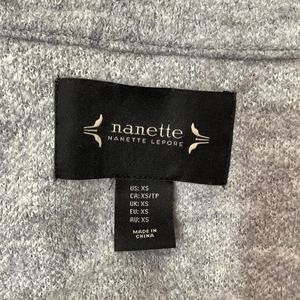 nanette
NANETTE LEPORE
US: XS
CA: XS/TP
UK: XS
EU: XS
AU: XS
MADE IN
CHINA